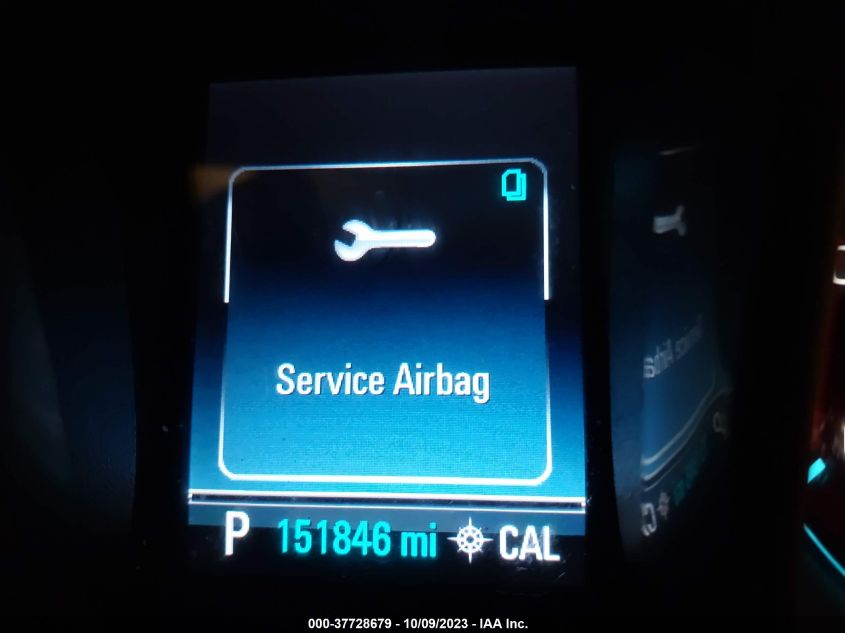 Service Airbag
P 151846 mi CAL
000-37728679 - 10/09/2023 - IAA Inc.